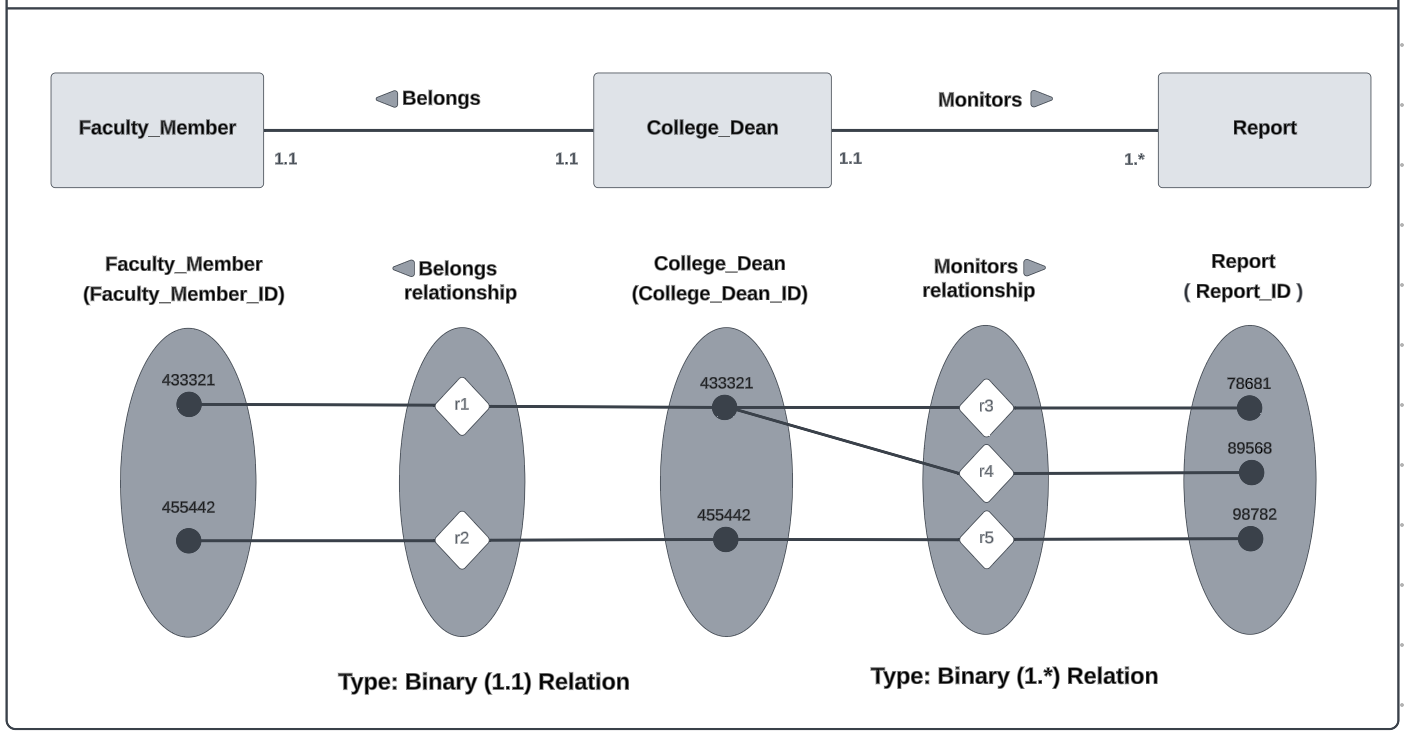 Belongs
Monitors
Faculty_Member
College_Dean
Report
1.1
1.1
1.1
1.*
Faculty_Member
(Faculty_Member_ID)
Belongs
relationship
College_Dean
(College_Dean_ID)
Monitors
relationship
Report
( Report_ID )
433321
433321
78681
r1
r3
89568
r4
455442
455442
98782
r2
r5
Type: Binary (1.1) Relation
Type: Binary (1.*) Relation